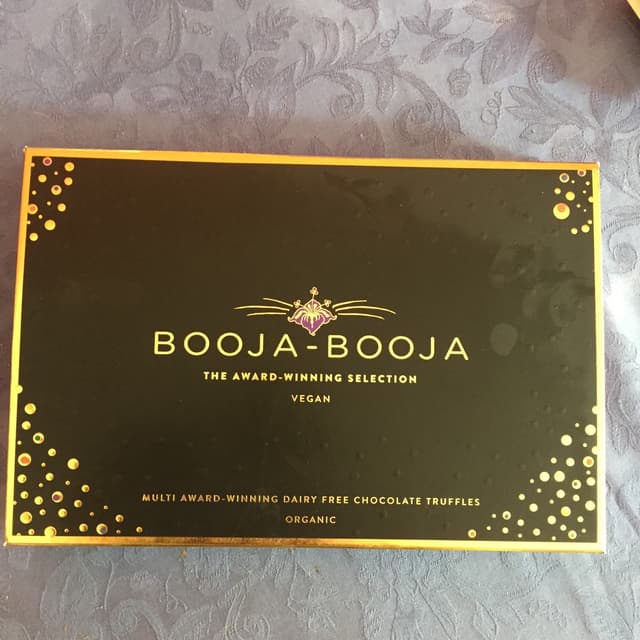 BOOJA-BOOJA
THE AWARD-WINNING SELECTION
VEGAN
MULTI AWARD-WINNING DAIRY FREE CHOCOLATE TRUFFLES
ORGANIC